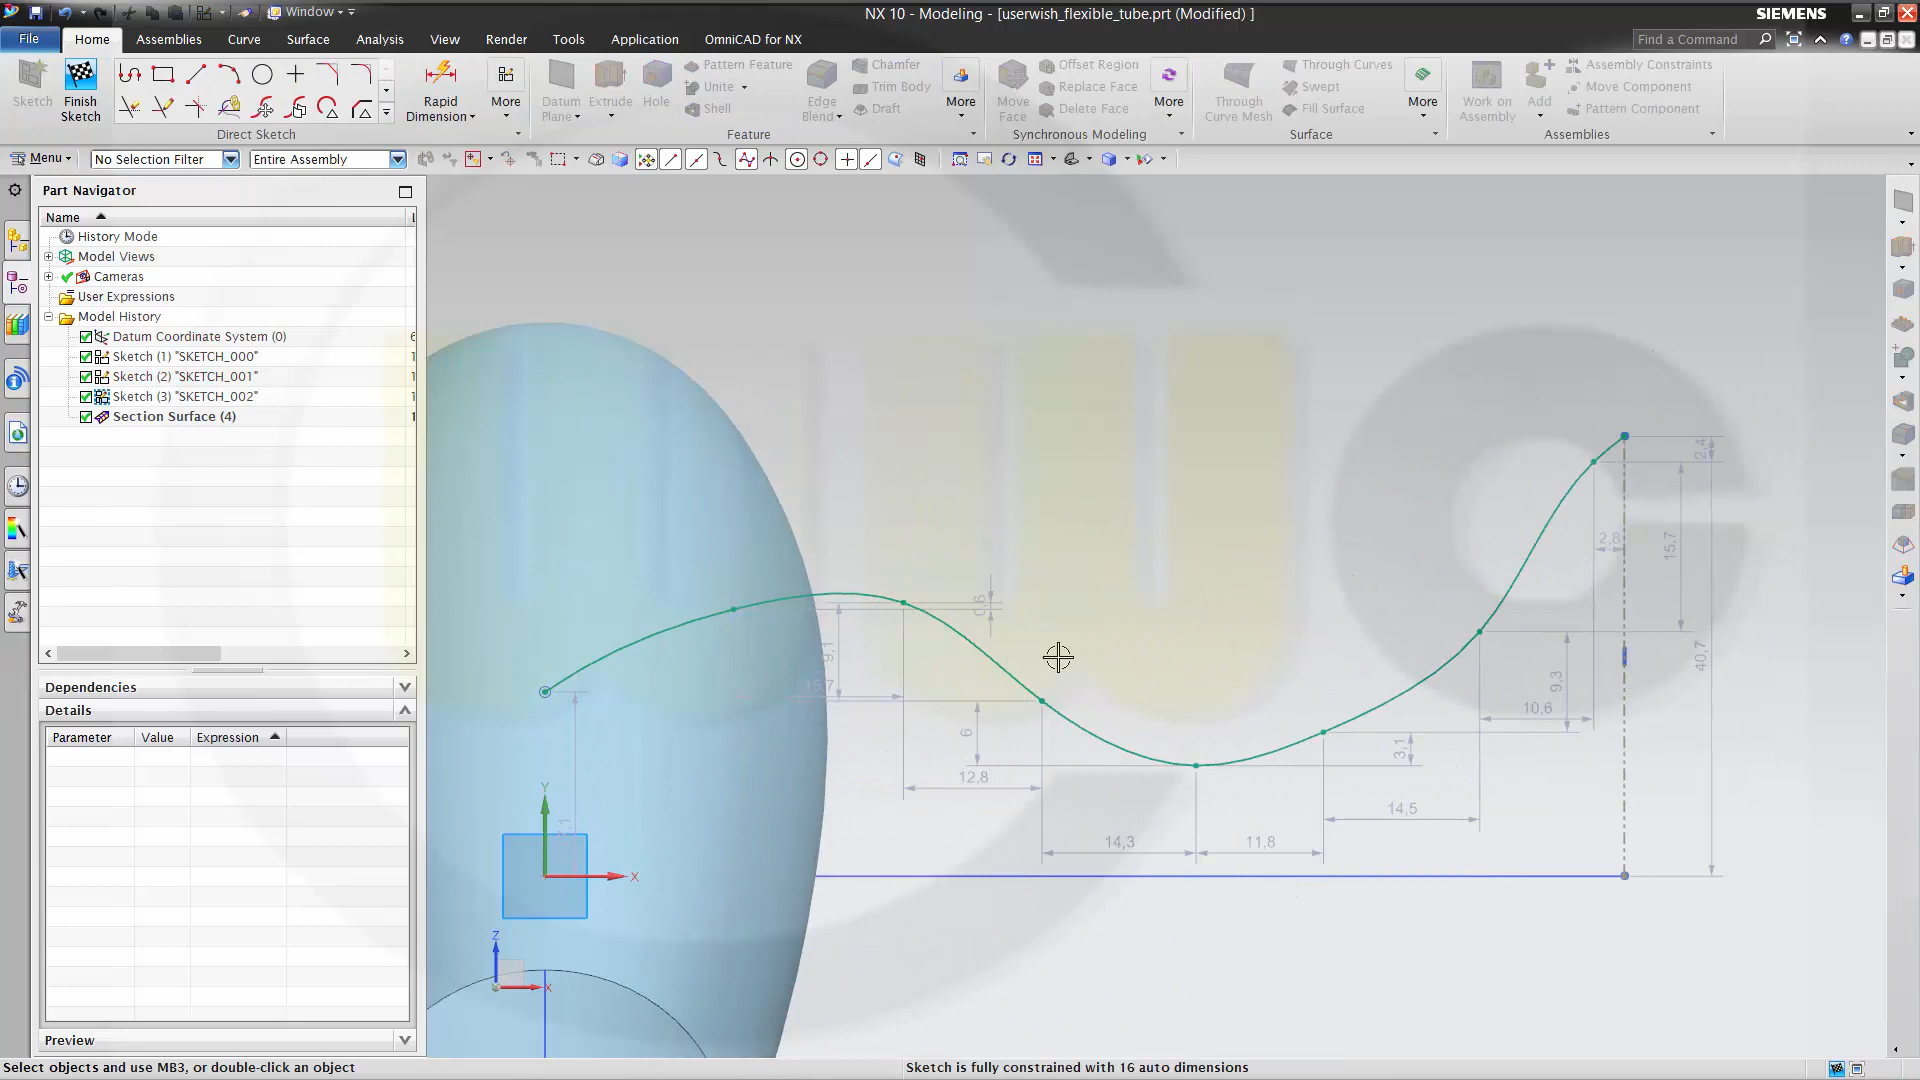 Window
NX 10 - Modeling - [userwish_flexible_tube.prt (Modified) ]
SIEMENS
File
Home
Assemblies
Curve
Surface
Analysis
View
Render
Tools
Application
OmniCAD for NX
Find a Command
Sketch
Finish
Sketch
Rapid
Dimension
More
Direct Sketch
Datum
Plane
Extrude
Hole
Pattern Feature
Unite
Shell
Edge
Blend
Chamfer
Trim Body
Draft
More
Feature
Move
Face
Offset Region
Replace Face
Delete Face
More
Synchronous Modeling
Through
Curve Mesh
Through Curves
Swept
Fill Surface
More
Surface
Work on
Assembly
Add
Assembly Constraints
Move Component
Pattern Component
Assemblies
Menu
No Selection Filter
Entire Assembly
Part Navigator
Name
History Mode
Model Views
Cameras
User Expressions
Model History
Datum Coordinate System (0)
Sketch (1) "SKETCH_000"
Sketch (2) "SKETCH_001"
Sketch (3) "SKETCH_002"
Section Surface (4)
Dependencies
Details
Parameter
Value
Expression
Preview
2,4
2,8
15,7
40,7
0,6
9,1
15,7
6
12,8
9,3
10,6
3,1
14,5
14,3
11,8
Y
X
Z
X
Select objects and use MB3, or double-click an object
Sketch is fully constrained with 16 auto dimensions